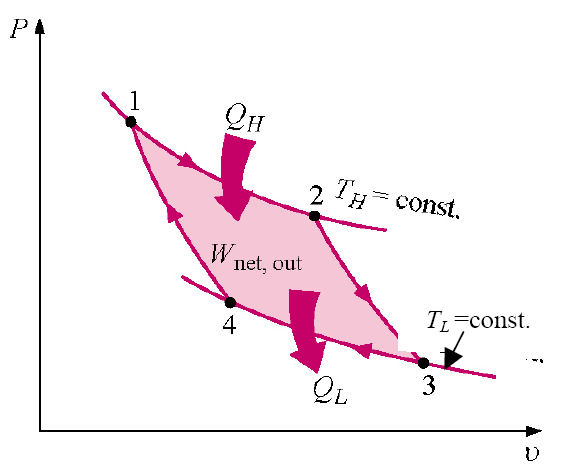 P
1
Q_H
2
T_H = const.
W_net, out
4
T_L=const.
3
Q_L
υ